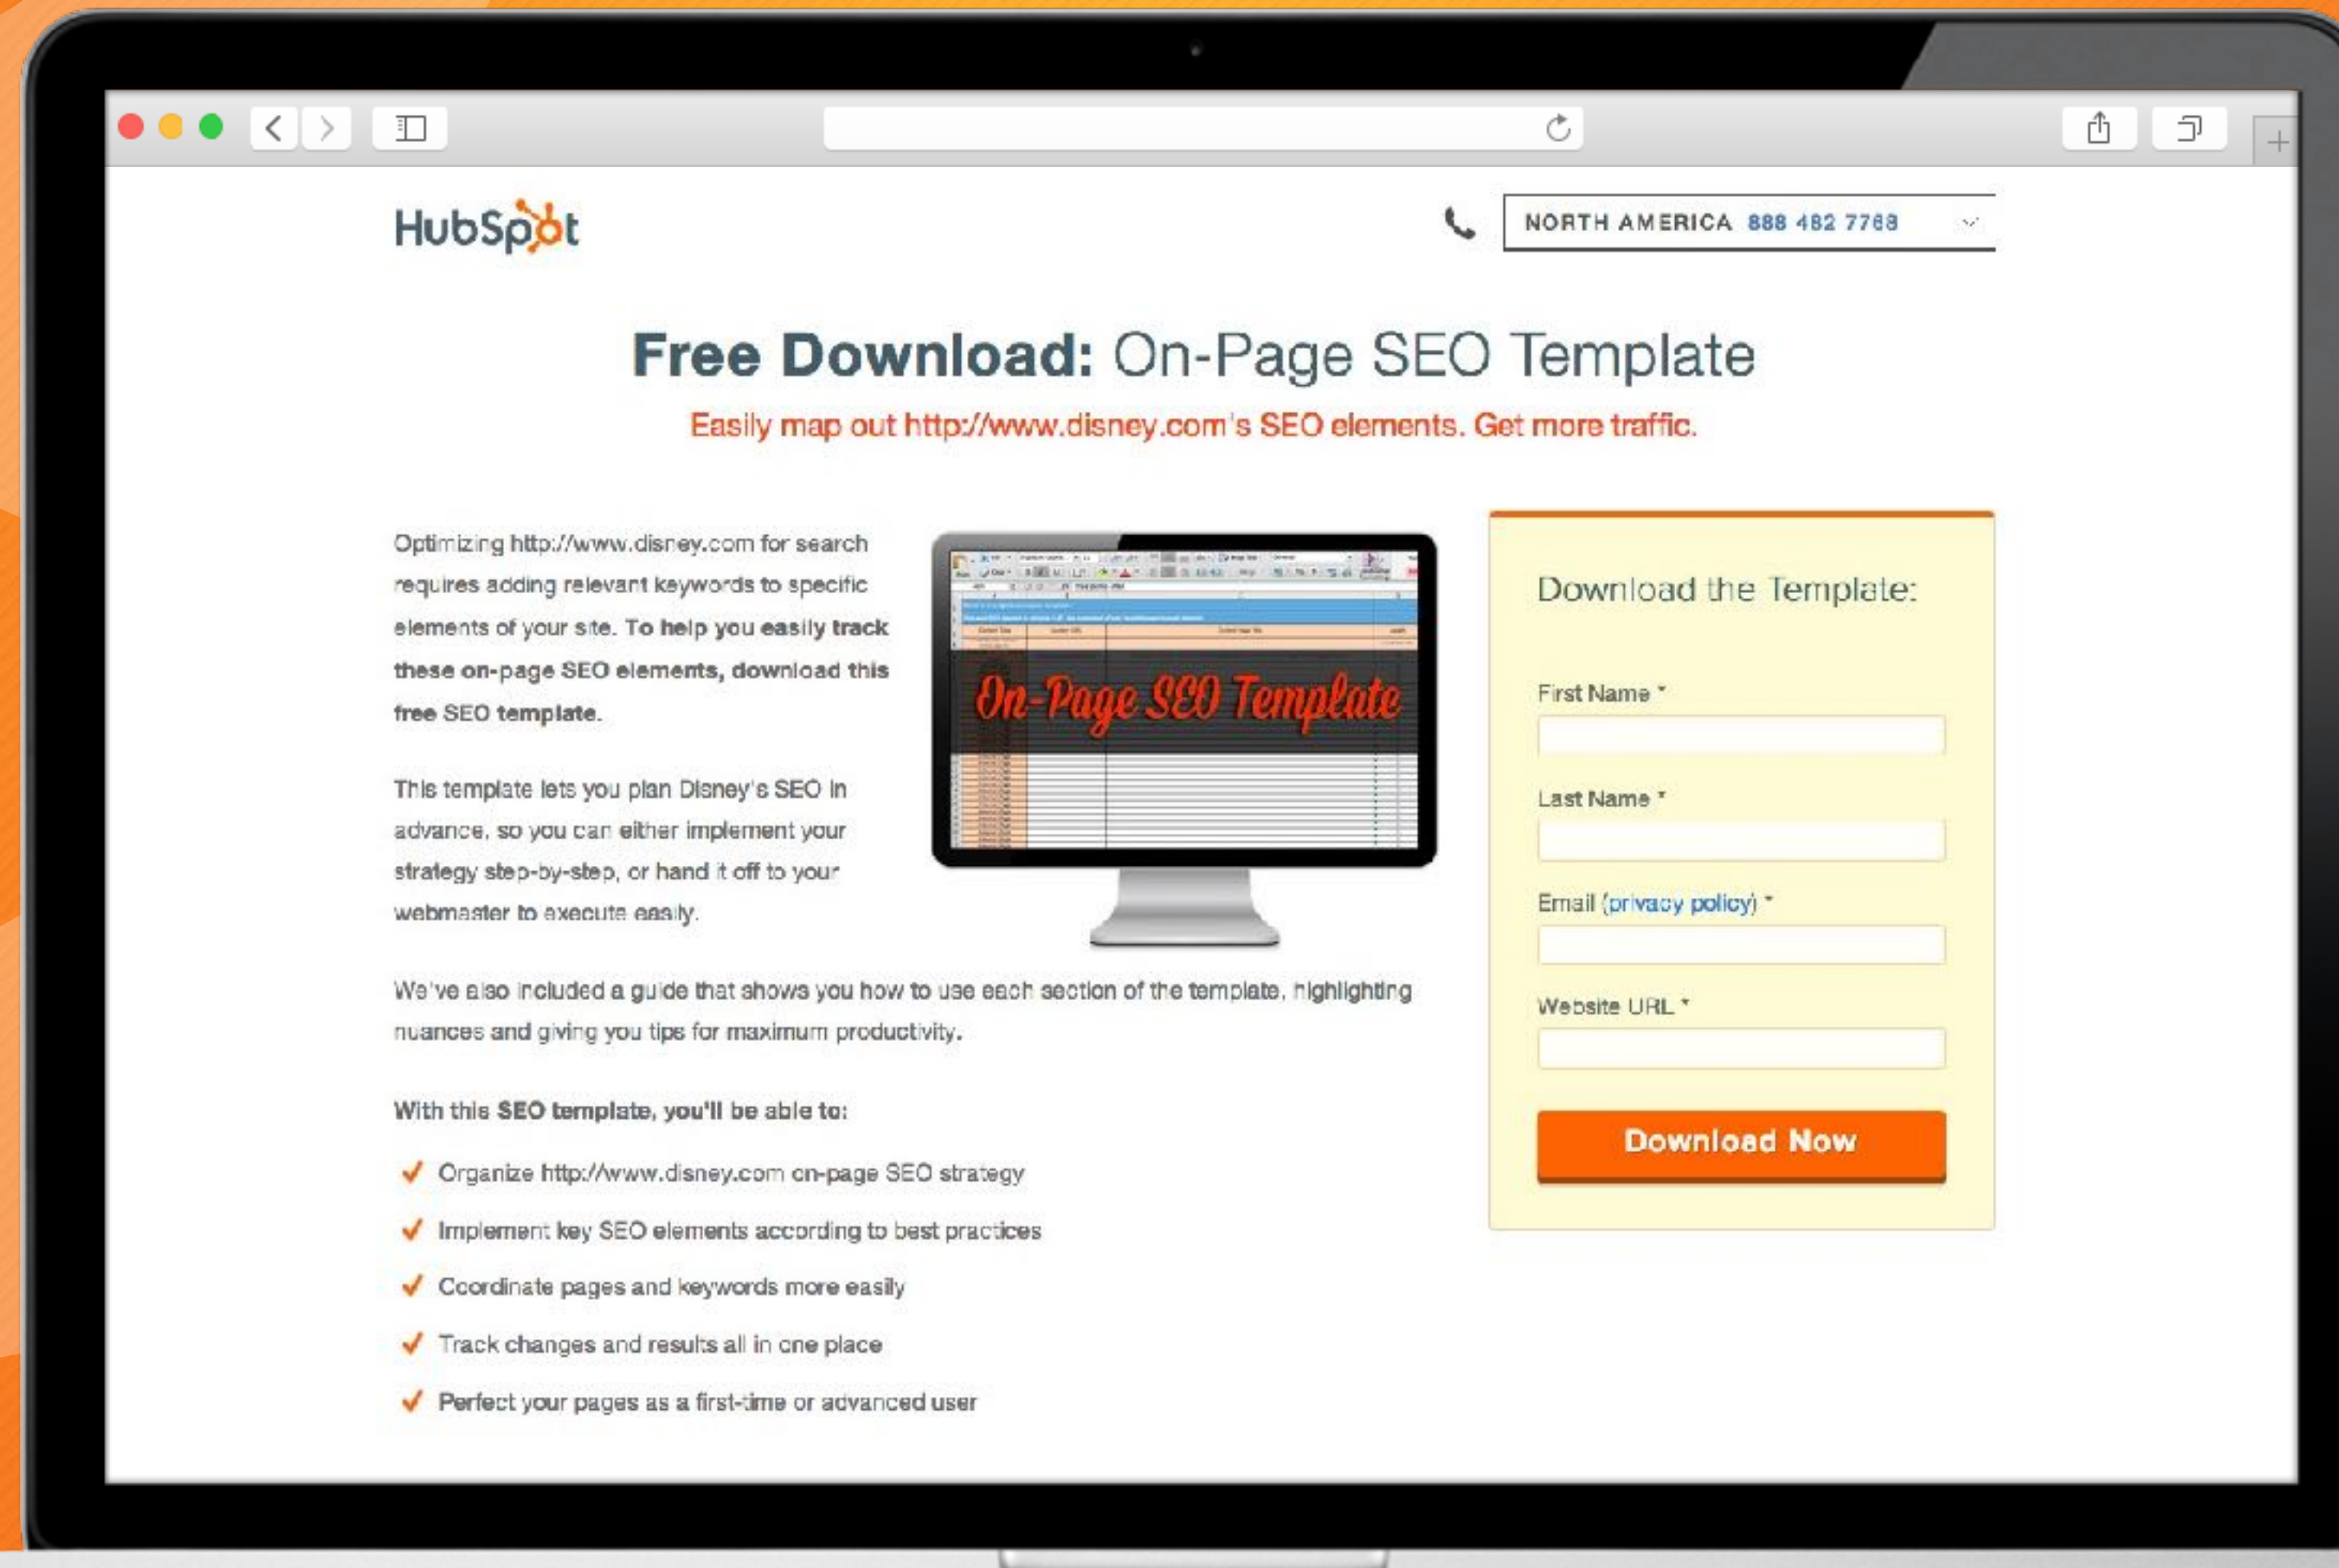 HubSpot
NORTH AMERICA 888 482 7768
Free Download: On-Page SEO Template
Easily map out http://www.disney.com's SEO elements. Get more traffic.
Optimizing http://www.disney.com for search
requires adding relevant keywords to specific
elements of your site. To help you easily track
these on-page SEO elements, download this
free SEO template.
This template lets you plan Disney's SEO in
advance, so you can either implement your
strategy step-by-step, or hand it off to your
webmaster to execute easily.
On-Page SEO Template
We've also included a guide that shows you how to use each section of the template, highlighting
nuances and giving you tips for maximum productivity.
With this SEO template, you'll be able to:
Organize http://www.disney.com on-page SEO strategy
Implement key SEO elements according to best practices
Coordinate pages and keywords more easily
Track changes and results all in one place
Perfect your pages as a first-time or advanced user
Download the Template:
First Name *
Last Name *
Email (privacy policy) *
Website URL *
Download Now